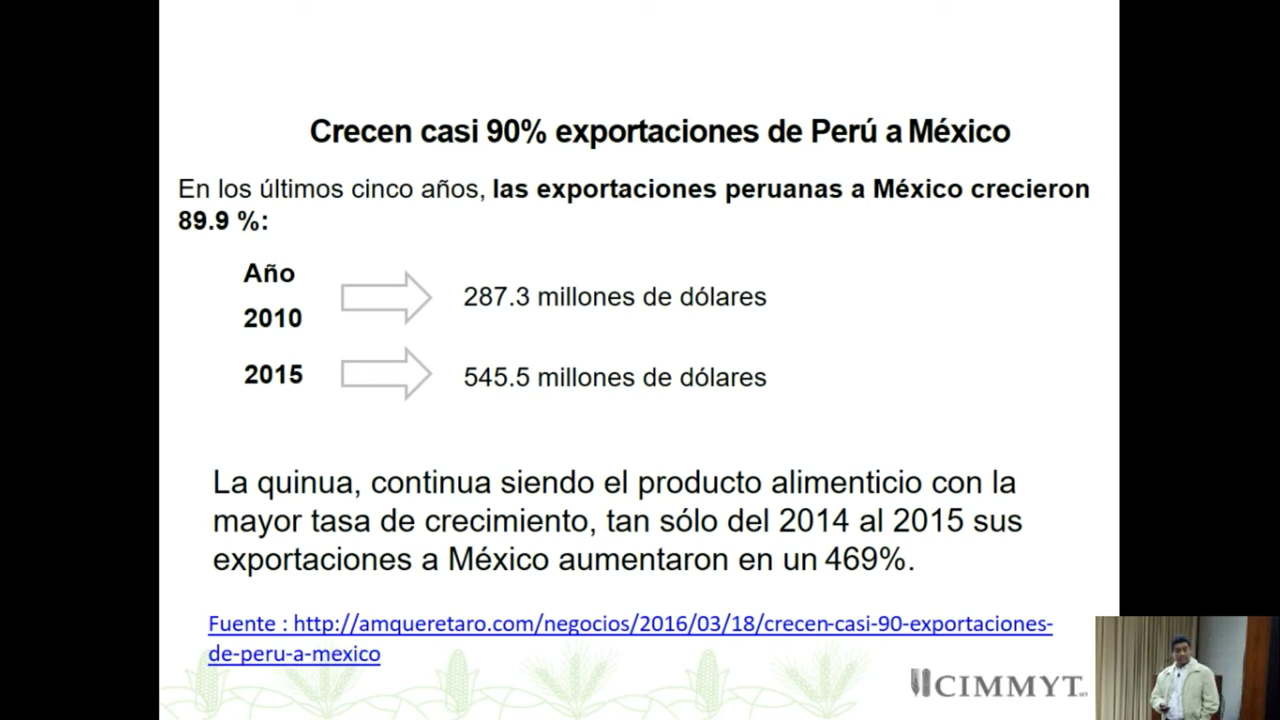 Crecen casi 90% exportaciones de Perú a México
En los últimos cinco años, las exportaciones peruanas a México crecieron
89.9 %:
Año
2010
287.3 millones de dólares
2015
545.5 millones de dólares
La quinua, continua siendo el producto alimenticio con la
mayor tasa de crecimiento, tan sólo del 2014 al 2015 sus
exportaciones a México aumentaron en un 469%.
Fuente : http://amqueretaro.com/negocios/2016/03/18/crecen-casi-90-exportaciones-
de-peru-a-mexico
CIMMYT